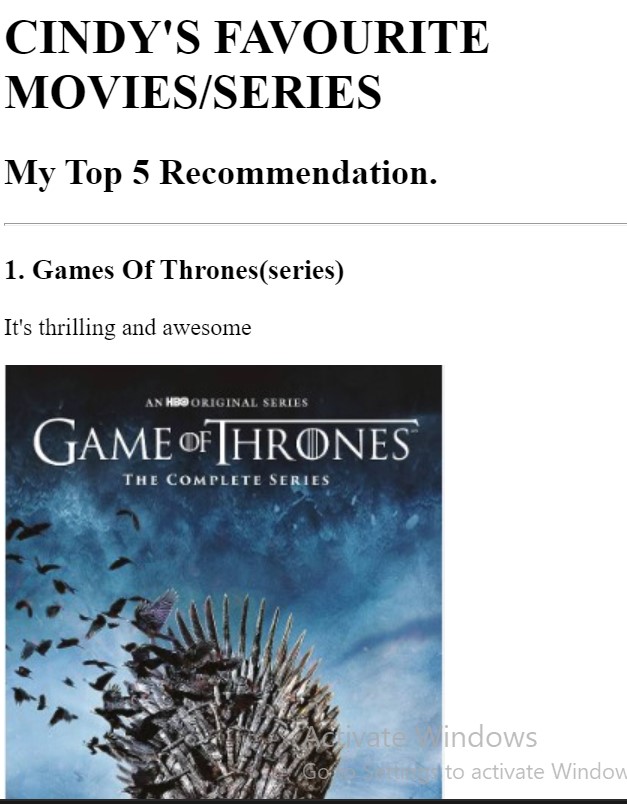 CINDY'S FAVOURITE
MOVIES/SERIES
My Top 5 Recommendation.
1. Games Of Thrones(series)
It's thrilling and awesome
AN HBO ORIGINAL SERIES
GAME OF THRONES
THE COMPLETE SERIES
Activate Windows
Go to Settings to activate Window